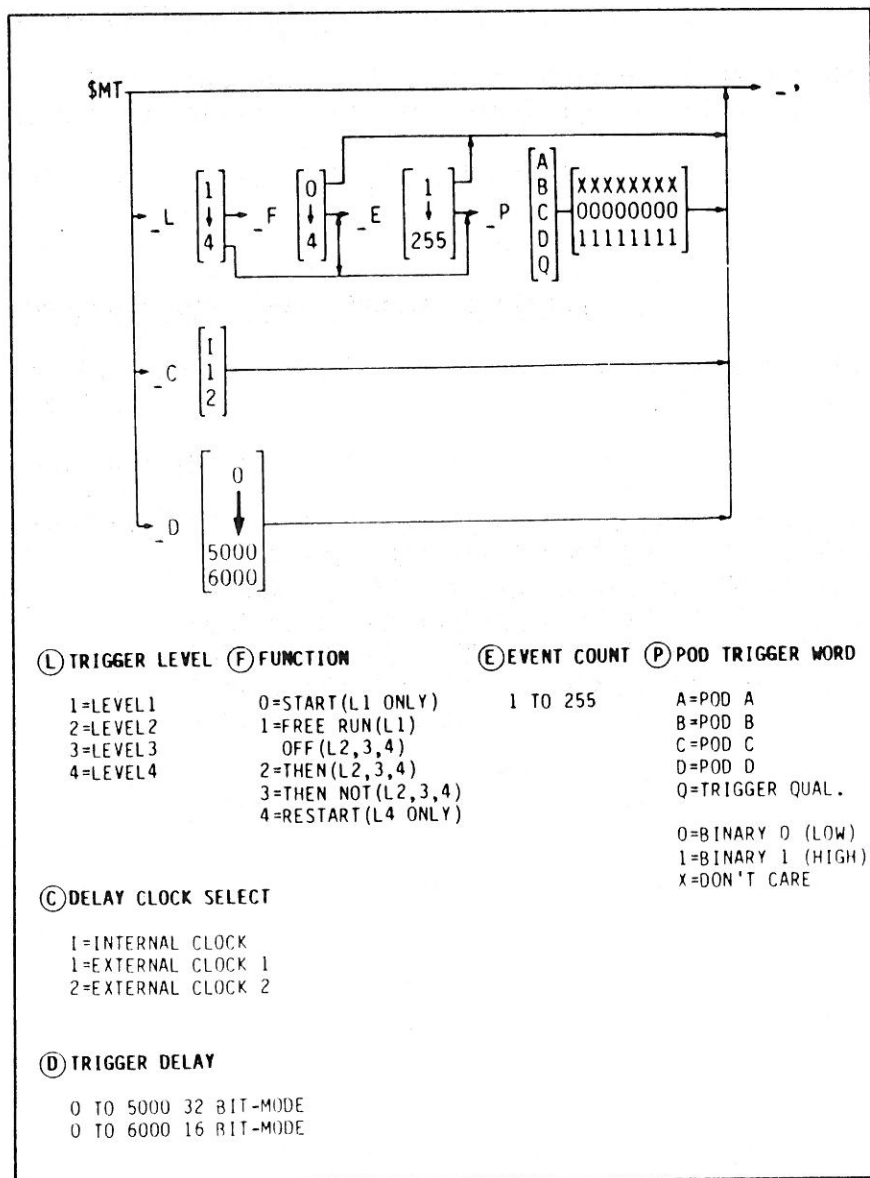 $MT _,
_L [1 ↓ 4] _F [0 ↓ 4] _E [1 ↓ 255] _P [A B C D Q] [XXXXXXXX 00000000 11111111]
_C [I 1 2]
_D [0 ↓ 5000 6000]
(L) TRIGGER LEVEL
1=LEVEL1
2=LEVEL2
3=LEVEL3
4=LEVEL4
(F) FUNCTION
0=START(L1 ONLY)
1=FREE RUN(L1)
OFF(L2,3,4)
2=THEN(L2,3,4)
3=THEN NOT(L2,3,4)
4=RESTART(L4 ONLY)
(E) EVENT COUNT
1 TO 255
(P) POD TRIGGER WORD
A=POD A
B=POD B
C=POD C
D=POD D
Q=TRIGGER QUAL.
0=BINARY 0 (LOW)
1=BINARY 1 (HIGH)
X=DON'T CARE
(C) DELAY CLOCK SELECT
I=INTERNAL CLOCK
1=EXTERNAL CLOCK 1
2=EXTERNAL CLOCK 2
(D) TRIGGER DELAY
0 TO 5000 32 BIT-MODE
0 TO 6000 16 BIT-MODE